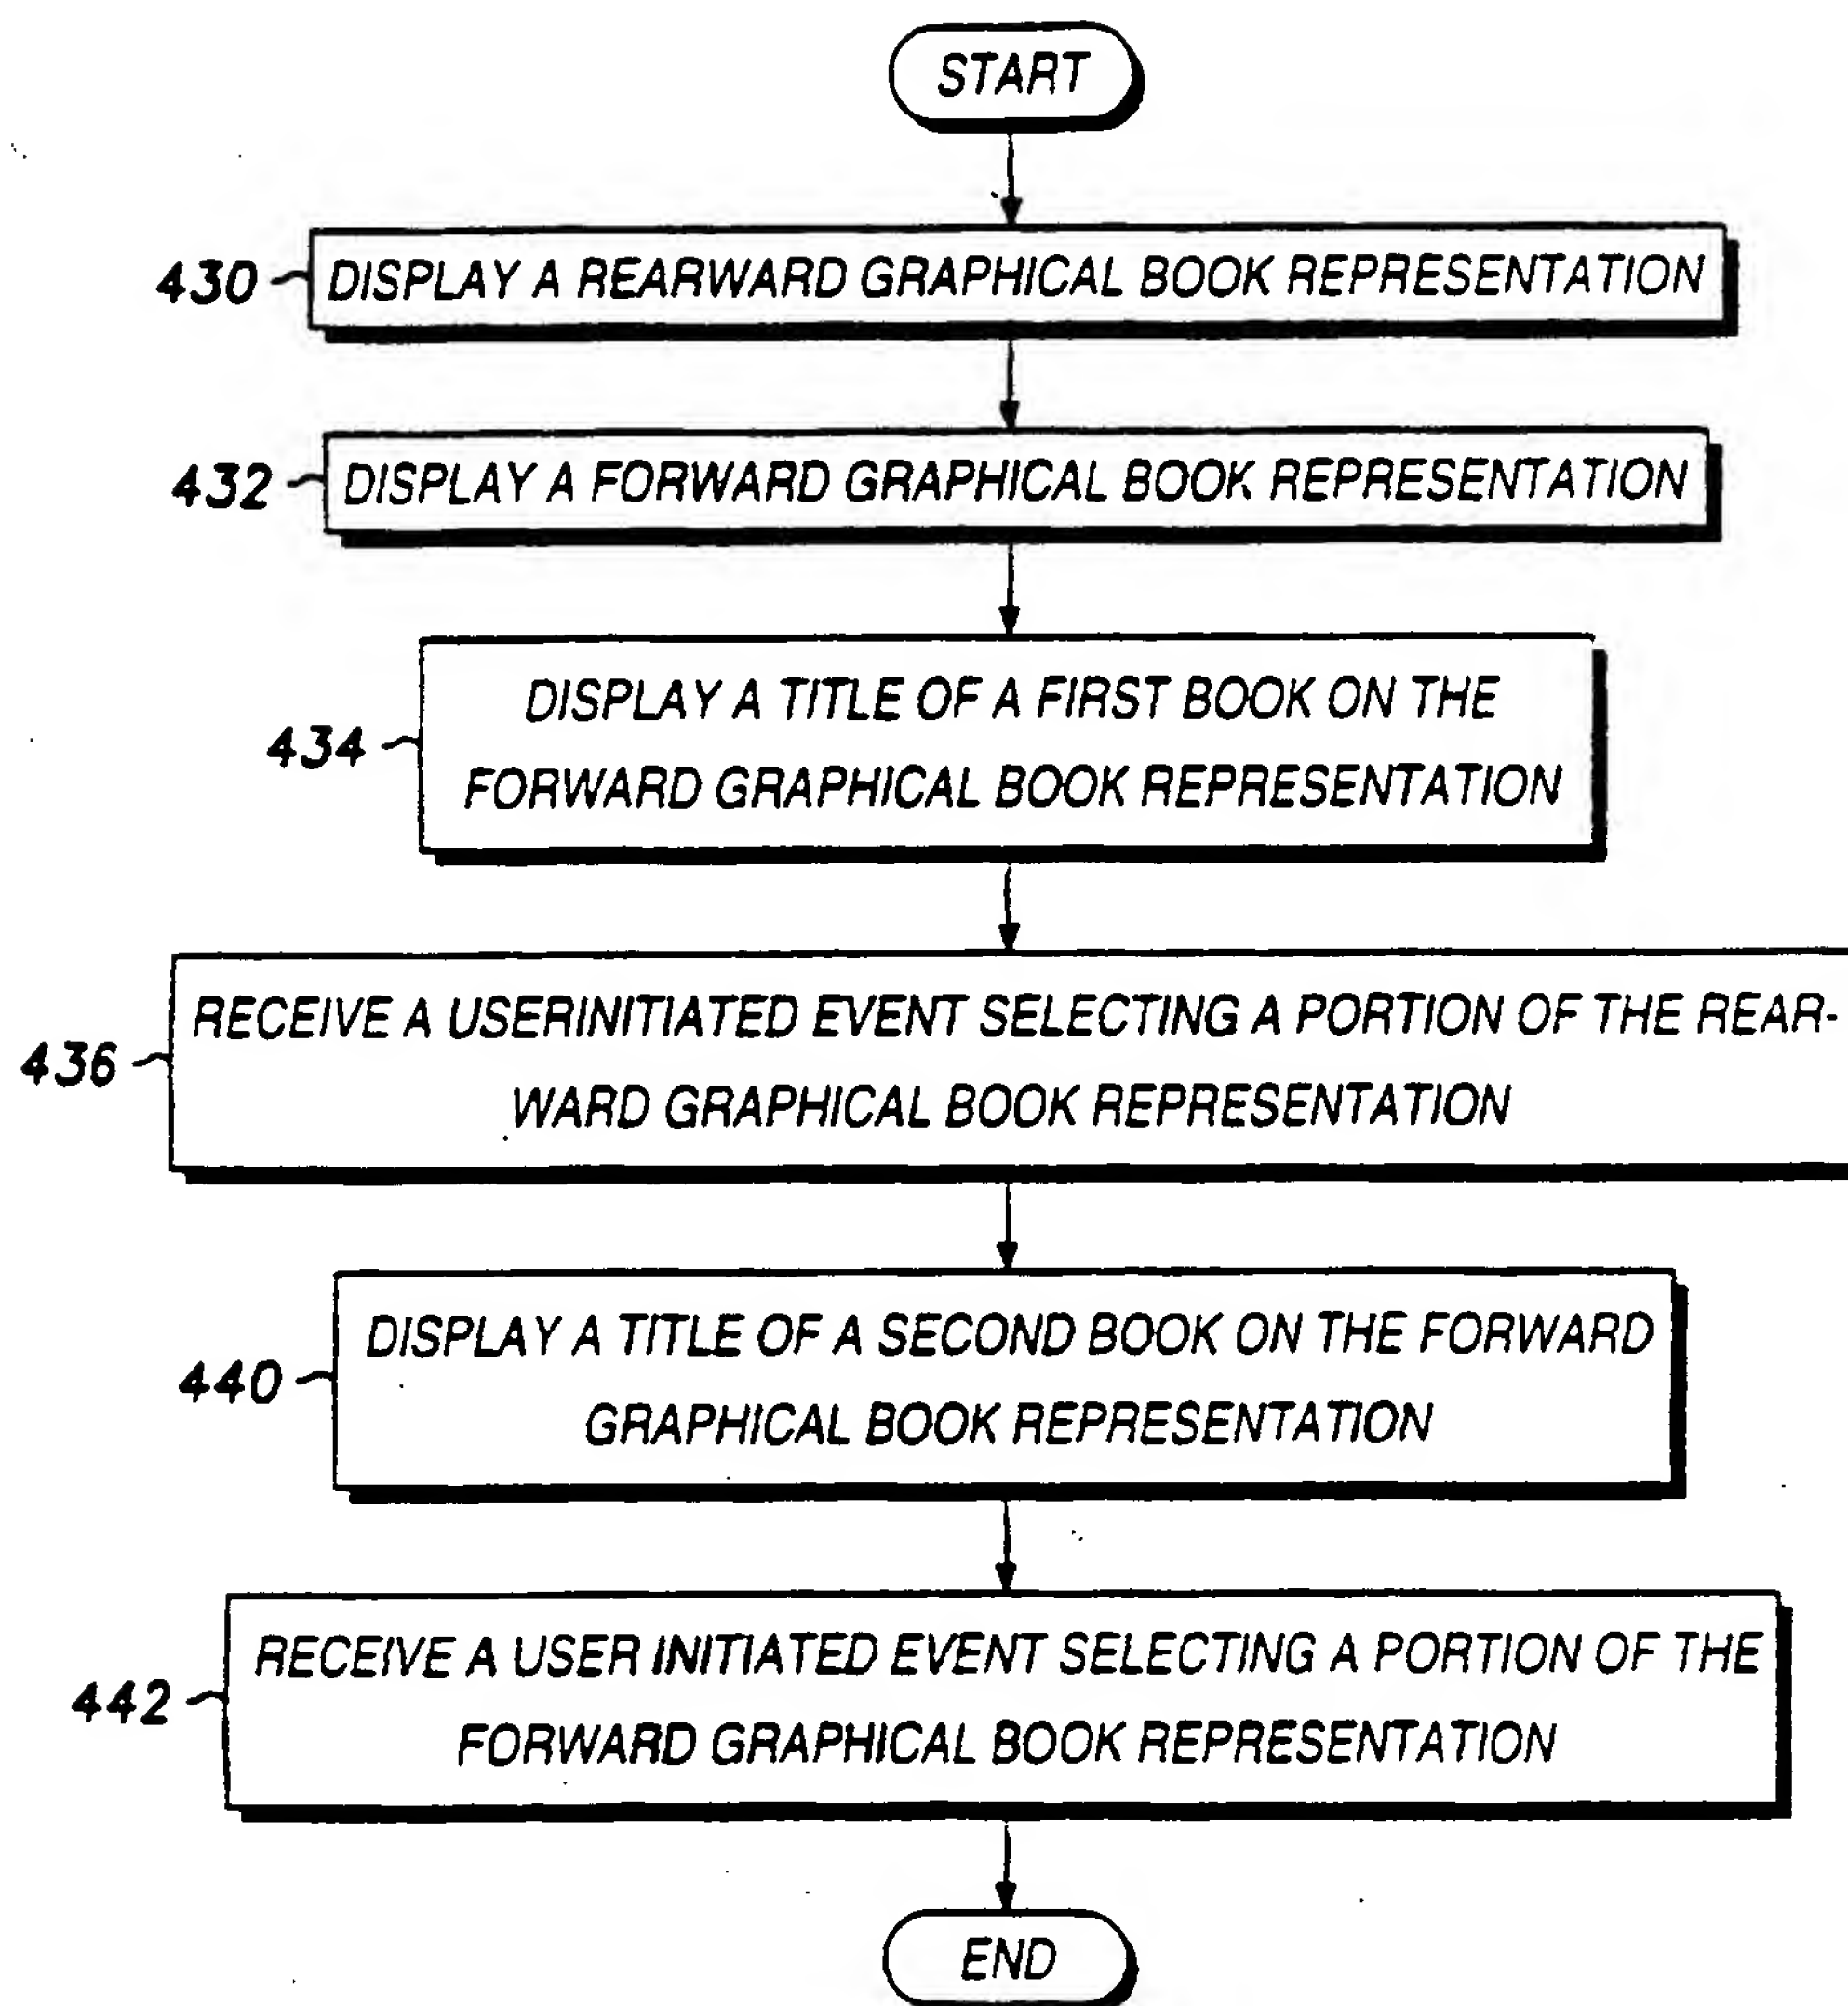 START
430 DISPLAY A REARWARD GRAPHICAL BOOK REPRESENTATION
432 DISPLAY A FORWARD GRAPHICAL BOOK REPRESENTATION
DISPLAY A TITLE OF A FIRST BOOK ON THE
434
FORWARD GRAPHICAL BOOK REPRESENTATION
RECEIVE A USERINITIATED EVENT SELECTING A PORTION OF THE REAR-
436
WARD GRAPHICAL BOOK REPRESENTATION
DISPLAY A TITLE OF A SECOND BOOK ON THE FORWARD
440
GRAPHICAL BOOK REPRESENTATION
RECEIVE A USER INITIATED EVENT SELECTING A PORTION OF THE
442
FORWARD GRAPHICAL BOOK REPRESENTATION
END